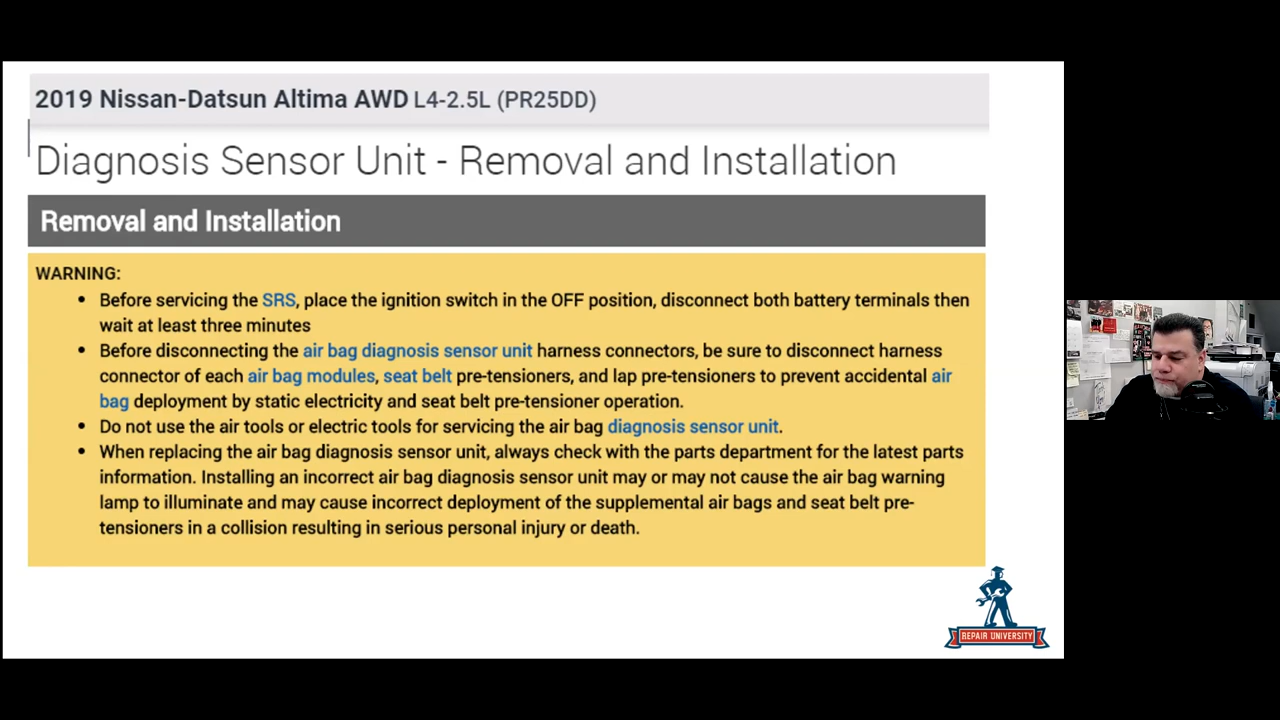 2019 Nissan-Datsun Altima AWD L4-2.5L (PR25DD)
Diagnosis Sensor Unit - Removal and Installation
Removal and Installation
WARNING:
• Before servicing the SRS, place the ignition switch in the OFF position, disconnect both battery terminals then
wait at least three minutes
• Before disconnecting the air bag diagnosis sensor unit harness connectors, be sure to disconnect harness
connector of each air bag modules, seat belt pre-tensioners, and lap pre-tensioners to prevent accidental air
bag deployment by static electricity and seat belt pre-tensioner operation.
• Do not use the air tools or electric tools for servicing the air bag diagnosis sensor unit.
• When replacing the air bag diagnosis sensor unit, always check with the parts department for the latest parts
information. Installing an incorrect air bag diagnosis sensor unit may or may not cause the air bag warning
lamp to illuminate and may cause incorrect deployment of the supplemental air bags and seat belt pre-
tensioners in a collision resulting in serious personal injury or death.
REPAIR UNIVERSITY